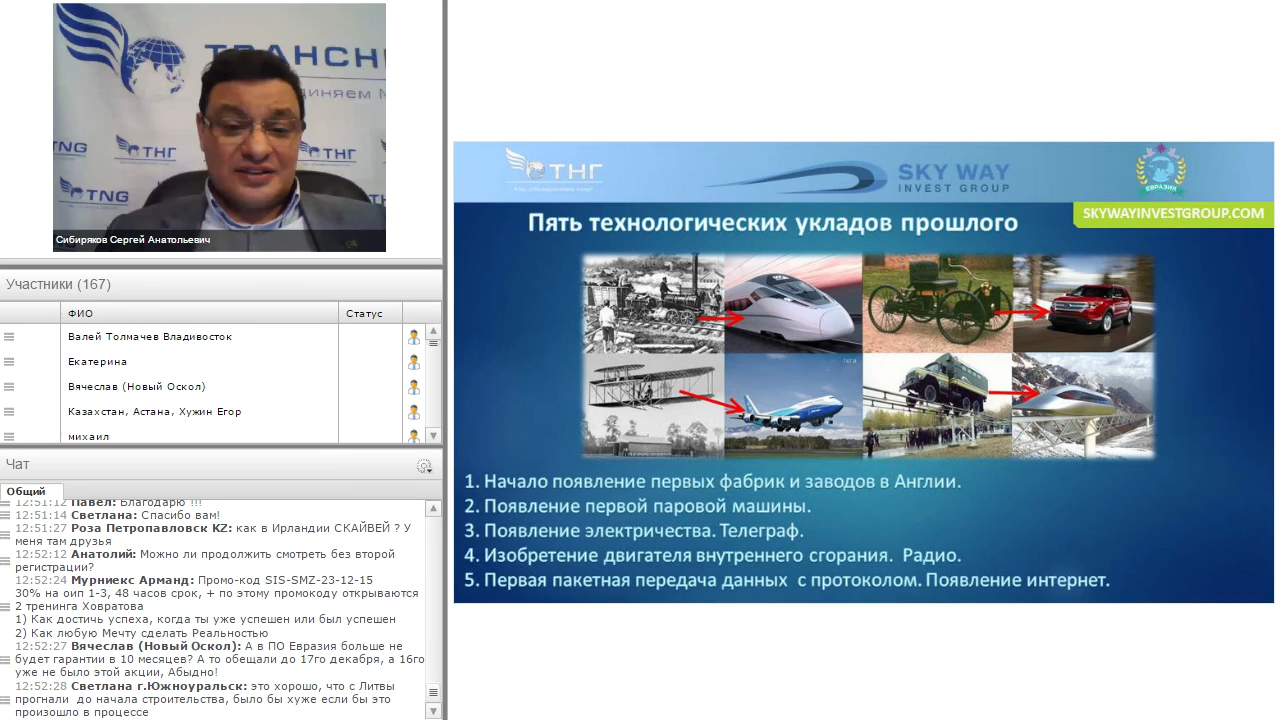 ТРАНСН
диняем М
TNG
ТНГ
ТНГ
TNG
TNG
Сибиряков Сергей Анатольевич
Участники (167)
ФИО
Статус
Валей Толмачев Владивосток
Екатерина
Вячеслав (Новый Оскол)
Казахстан, Астана, Хужин Егор
михаил
Чат
Общий
12:51:12 Павел: Благодарю !!!
12:51:14 Светлана: Спасибо вам!
12:51:27 Роза Петропавловск KZ: как в Ирландии СКАЙВЕЙ ? У
меня там друзья
12:52:12 Анатолий: Можно ли продолжить смотреть без второй
регистрации?
12:52:24 Мурниекс Арманд: Промо-код SIS-SMZ-23-12-15
30% на оип 1-3, 48 часов срок, + по этому промокоду открываются
2 тренинга Ховратова
1) Как достичь успеха, когда ты уже успешен или был успешен
2) Как любую Мечту сделать Реальностью
12:52:27 Вячеслав (Новый Оскол): А в ПО Евразия больше не
будет гарантии в 10 месяцев? А то обещали до 17го декабря, а 16го
уже не было этой акции, Абыдно!
12:52:28 Светлана г.Южноуральск: это хорошо, что с Литвы
прогнали до начала строительства, было бы хуже если бы это
произошло в процессе
ТНГ
SKY WAY
INVEST GROUP
ЕВРАЗИЯ
SKYWAYINVESTGROUP.COM
Пять технологических укладов прошлого
1. Начало появление первых фабрик и заводов в Англии.
2. Появление первой паровой машины.
3. Появление электричества. Телеграф.
4. Изобретение двигателя внутреннего сгорания. Радио.
5. Первая пакетная передача данных с протоколом. Появление интернет.